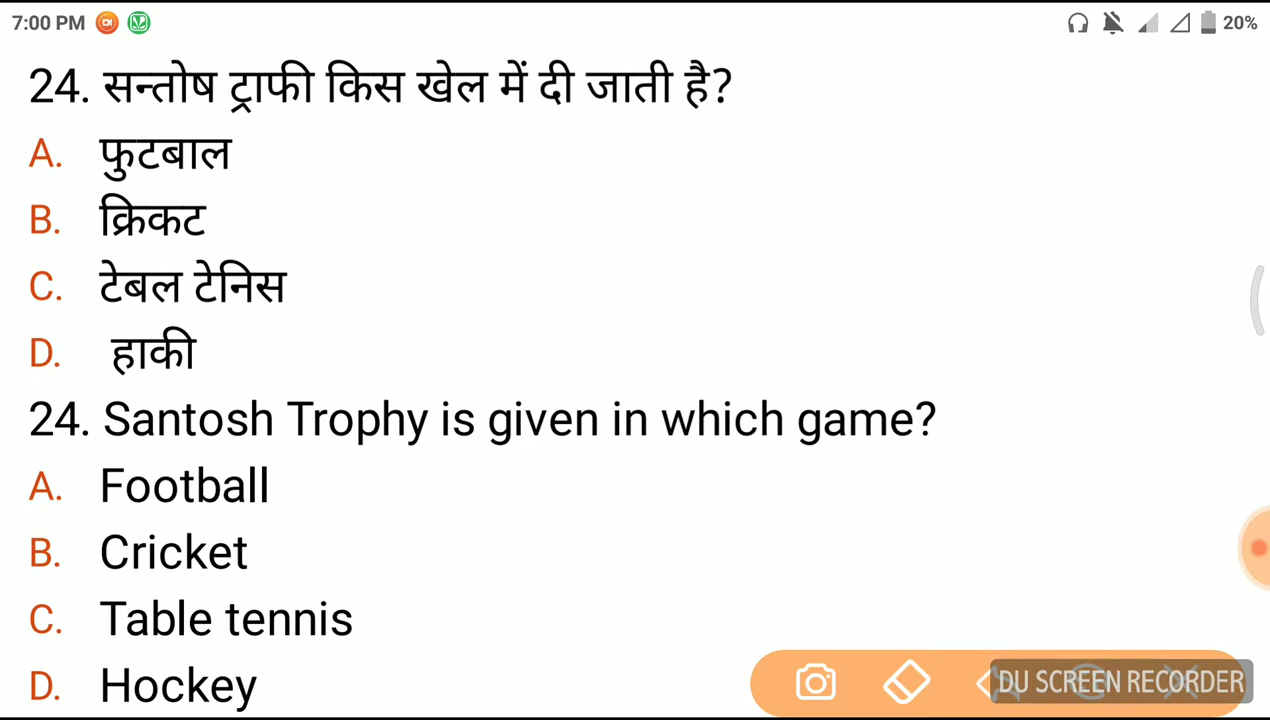 7:00 PM 20%
24. सन्तोष ट्राफी किस खेल में दी जाती है?
A. फुटबाल
B. क्रिकट
C. टेबल टेनिस
D. हाकी
24. Santosh Trophy is given in which game?
A. Football
B. Cricket
C. Table tennis
D. Hockey
DU SCREEN RECORDER